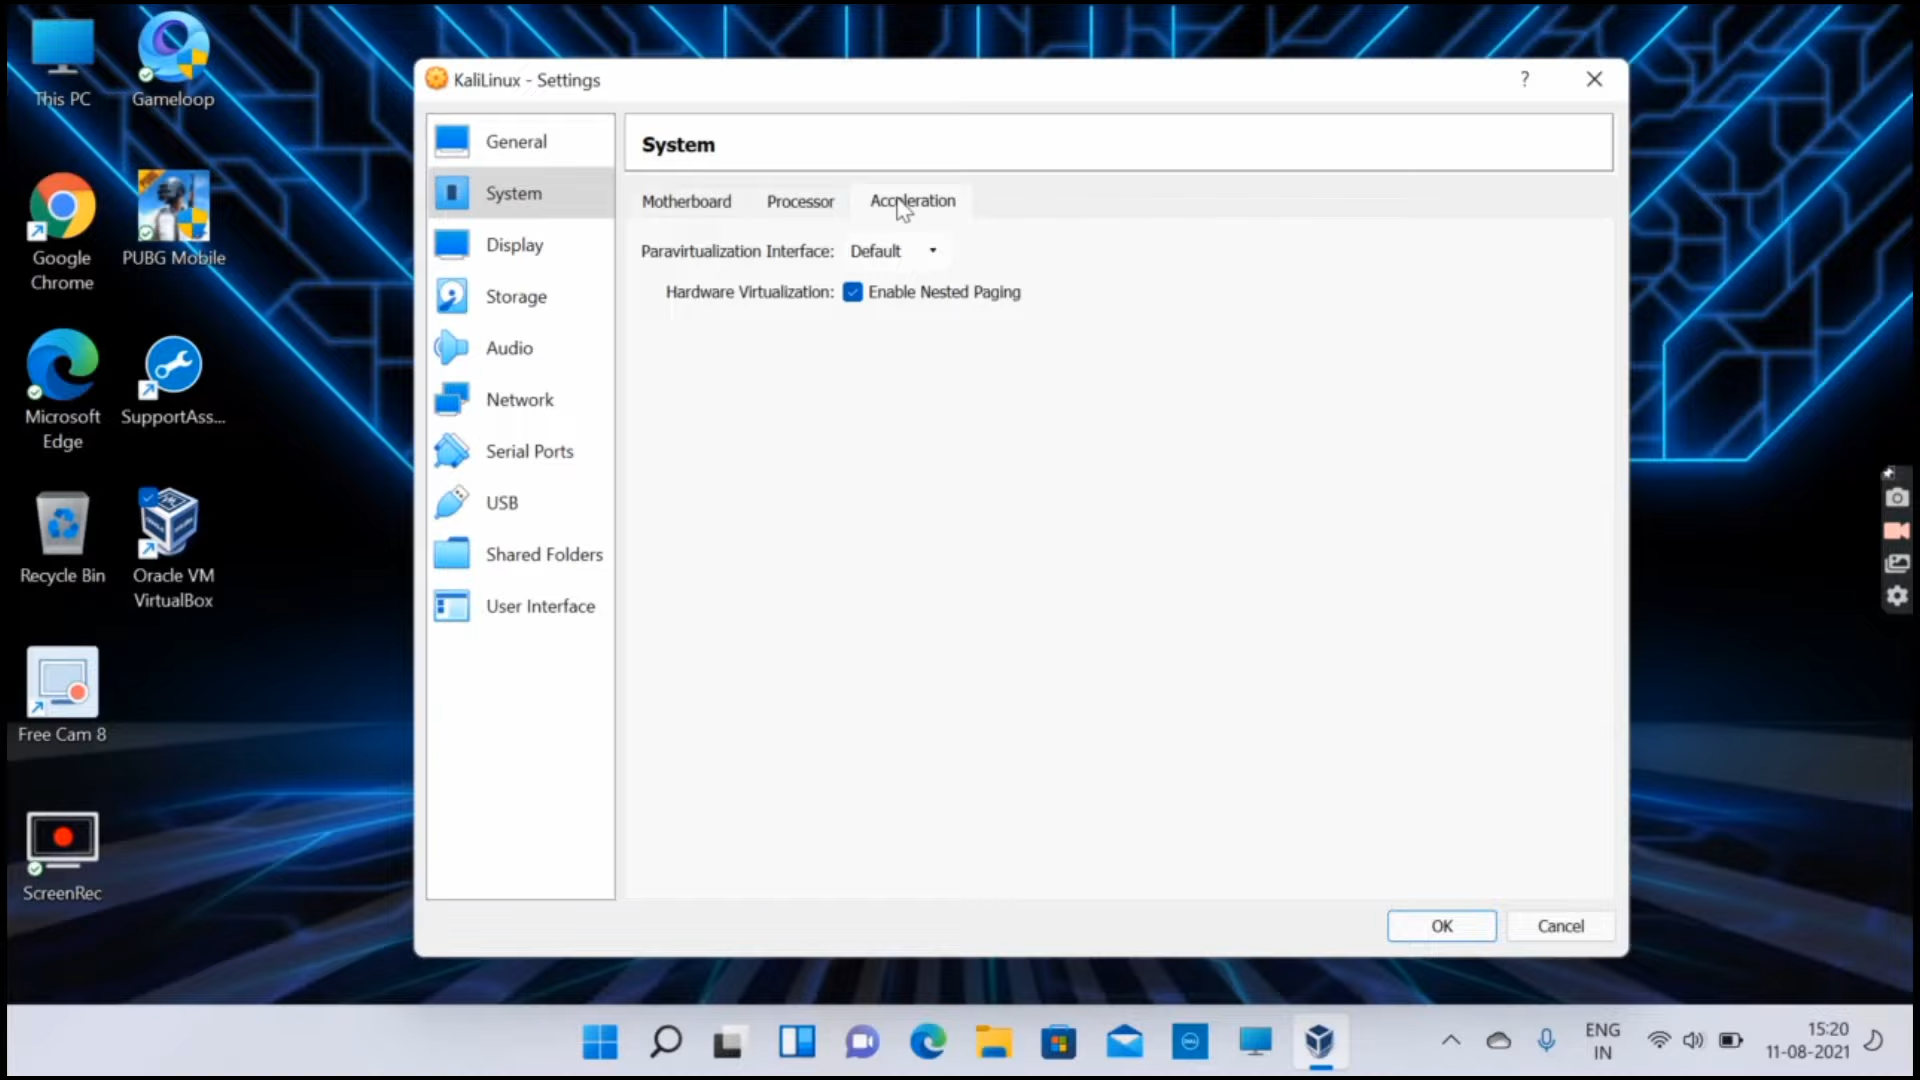 This PC
Gameloop
Google
Chrome
PUBG Mobile
Microsoft
Edge
SupportAss...
Recycle Bin
Oracle VM
VirtualBox
Free Cam 8
ScreenRec
KaliLinux - Settings
?
General
System
Display
Storage
Audio
Network
Serial Ports
USB
Shared Folders
User Interface
System
Motherboard
Processor
Acceleration
Paravirtualization Interface: Default
Hardware Virtualization: Enable Nested Paging
OK
Cancel
ENG
IN
15:20
11-08-2021